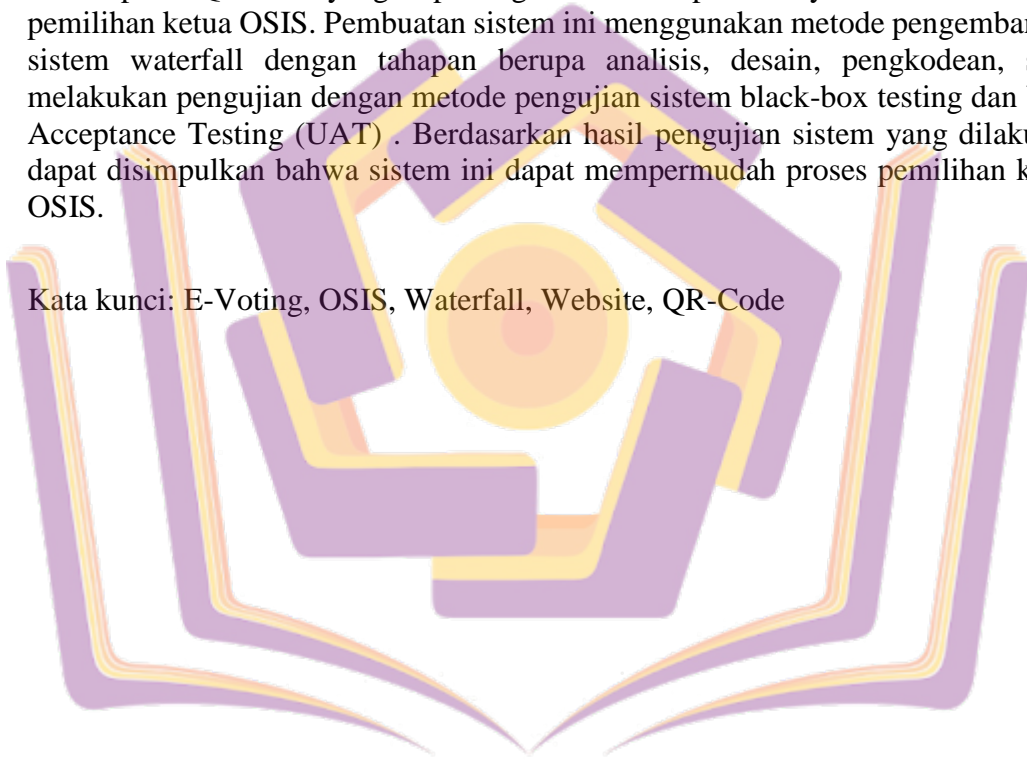 pemilihan ketua OSIS. Pembuatan sistem ini menggunakan metode pengemban
sistem waterfall dengan tahapan berupa analisis, desain, pengkodean,
melakukan pengujian dengan metode pengujian sistem black-box testing dan
Acceptance Testing (UAT) . Berdasarkan hasil pengujian sistem yang dilaku
dapat disimpulkan bahwa sistem ini dapat mempermudah proses pemilihan k
OSIS.
Kata kunci: E-Voting, OSIS, Waterfall, Website, QR-Code